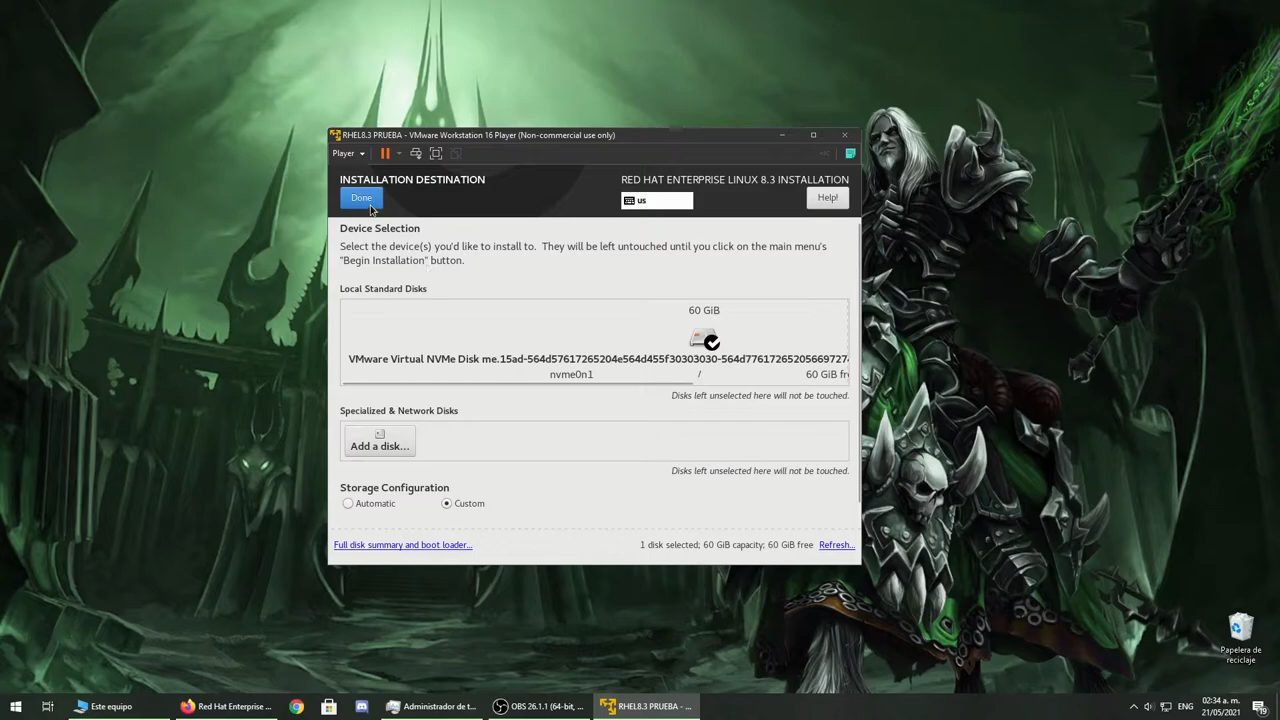 RHEL8.3 PRUEBA - VMware Workstation 16 Player (Non-commercial use only)
Player
INSTALLATION DESTINATION
RED HAT ENTERPRISE LINUX 8.3 INSTALLATION
Done
us
Help!
Device Selection
Select the device(s) you'd like to install to. They will be left untouched until you click on the main menu's
"Begin Installation" button.
Local Standard Disks
60 GiB
VMware Virtual NVMe Disk me.15ad-564d57617265204e564d455f30303030-564d776172652056697274
nvme0n1 / 60 GiB fr
Disks left unselected here will not be touched.
Specialized & Network Disks
Add a disk...
Disks left unselected here will not be touched.
Storage Configuration
Automatic
Custom
Full disk summary and boot loader...
1 disk selected; 60 GiB capacity; 60 GiB free
Refresh...
Papelera de
reciclaje
Este equipo
Red Hat Enterprise ...
Administrador de t...
OBS 26.1.1 (64-bit, ...
RHEL8.3 PRUEBA - ...
ENG
02:34 a. m.
21/05/2021
19